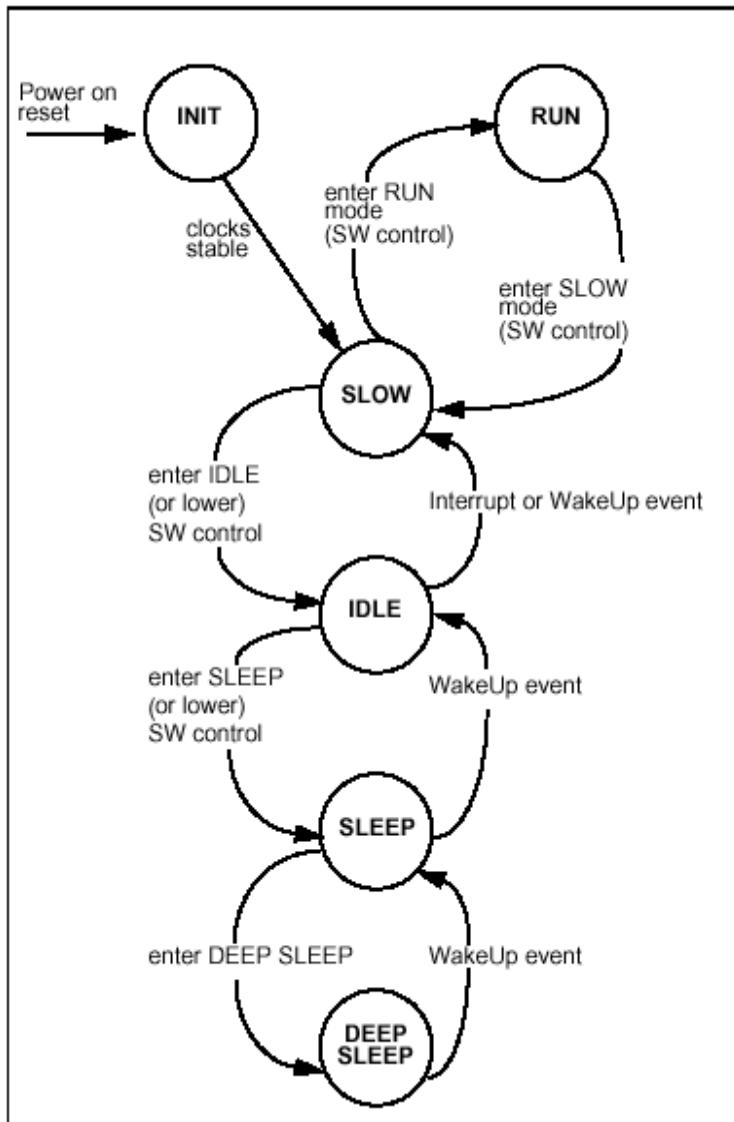 Power on
reset
INIT
RUN
clocks
stable
enter RUN
mode
(SW control)
enter SLOW
mode
(SW control)
SLOW
enter IDLE
(or lower)
SW control
Interrupt or WakeUp event
IDLE
enter SLEEP
(or lower)
SW control
WakeUp event
SLEEP
enter DEEP SLEEP
WakeUp event
DEEP
SLEEP